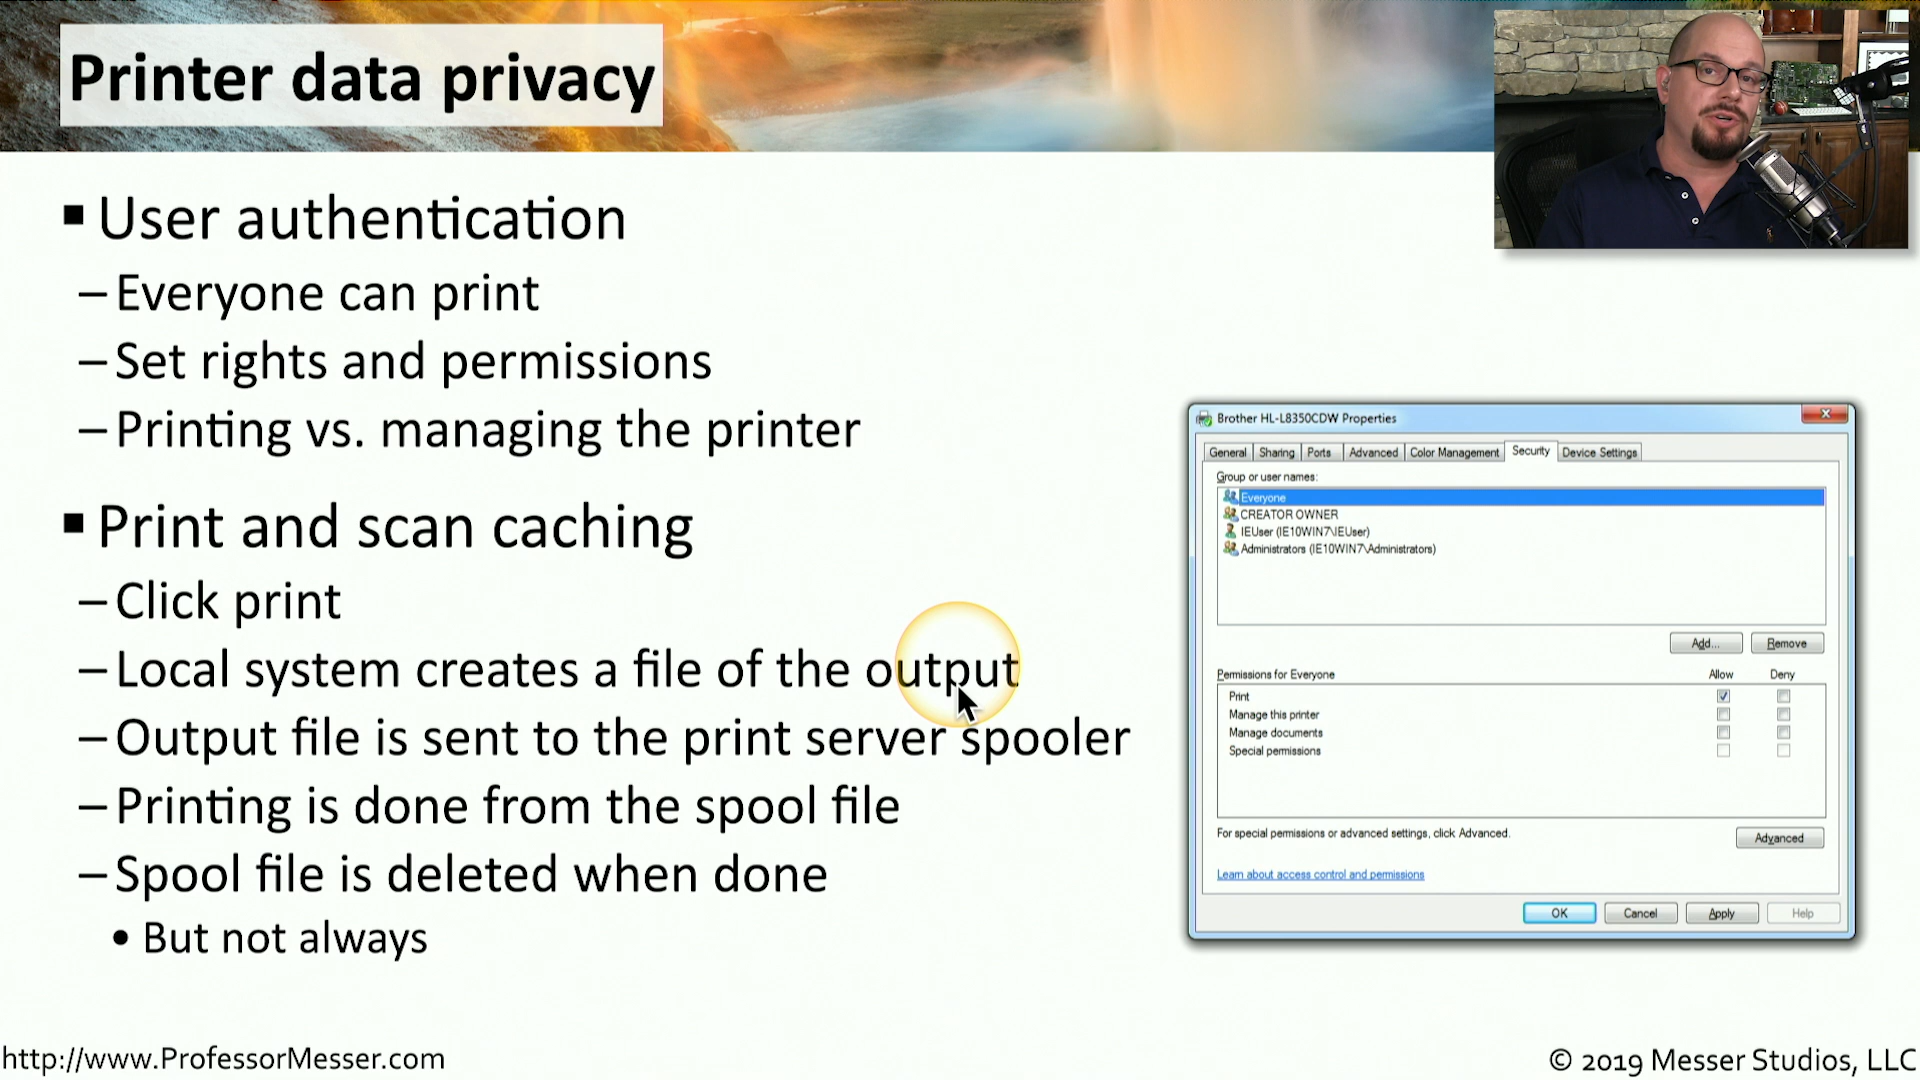 Printer data privacy
▪ User authentication
– Everyone can print
– Set rights and permissions
– Printing vs. managing the printer
▪ Print and scan caching
– Click print
– Local system creates a file of the output
– Output file is sent to the print server spooler
– Printing is done from the spool file
– Spool file is deleted when done
• But not always
Brother HL-L8350CDW Properties
General Sharing Ports Advanced Color Management Security Device Settings
Group or user names:
Everyone
CREATOR OWNER
IEUser (IE10WIN7\IEUser)
Administrators (IE10WIN7\Administrators)
Add... Remove
Permissions for Everyone Allow Deny
Print
Manage this printer
Manage documents
Special permissions
For special permissions or advanced settings, click Advanced.
Advanced
Learn about access control and permissions
OK Cancel Apply Help
http://www.ProfessorMesser.com
© 2019 Messer Studios, LLC